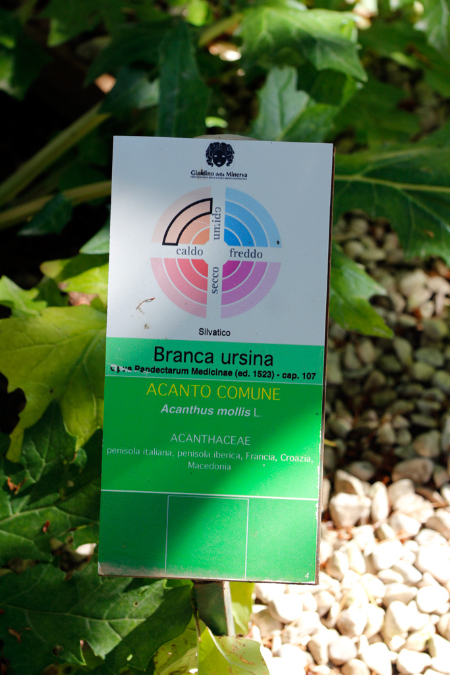 Giardino della Minerva
umido
caldo freddo
secco
Silvatico
Branca ursina
Pandectarum Medicinae (ed. 1523) - cap. 107
ACANTO COMUNE
Acanthus mollis L.
ACANTHACEAE
penisola italiana, penisola iberica, Francia, Croazia,
Macedonia
4